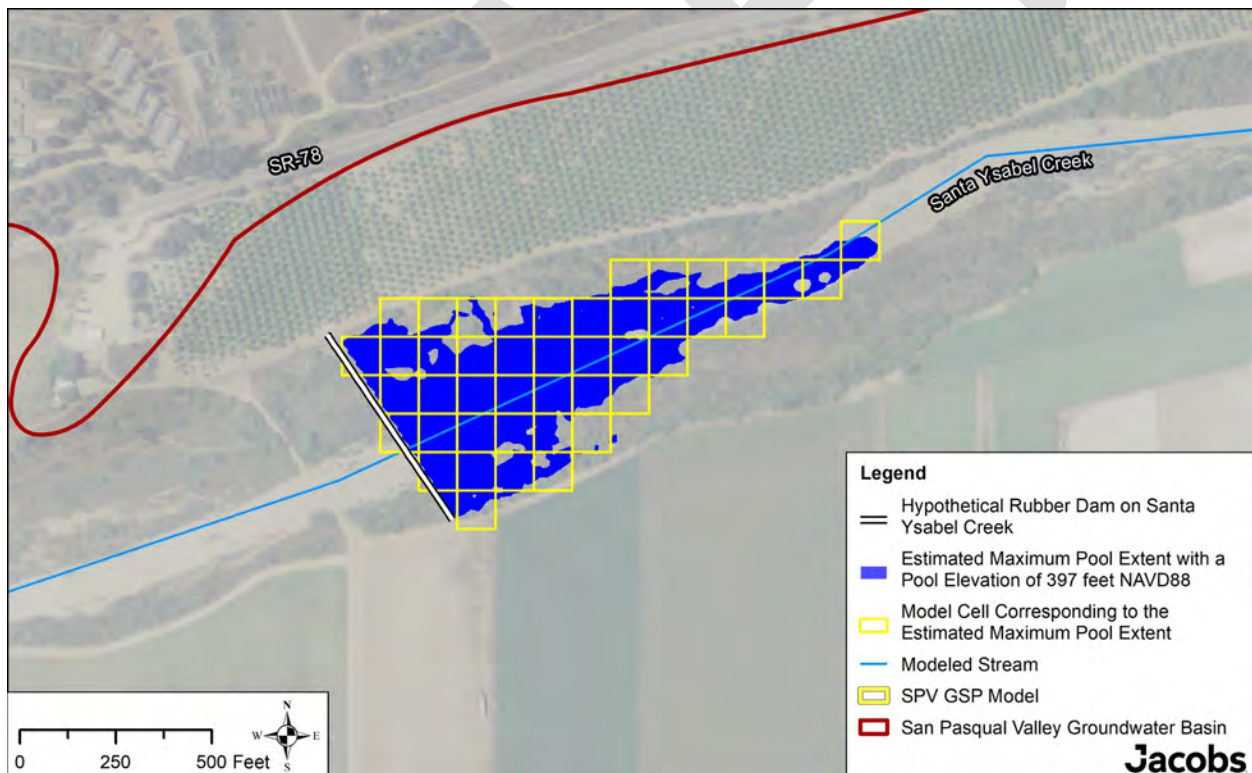 SR-78
Santa Ysabel Creek
Legend
Hypothetical Rubber Dam on Santa
Ysabel Creek
Estimated Maximum Pool Extent with a
Pool Elevation of 397 feet NAVD88
Model Cell Corresponding to the
Estimated Maximum Pool Extent
Modeled Stream
SPV GSP Model
San Pasqual Valley Groundwater Basin
N
W E
S
0 250 500 Feet
Jacobs